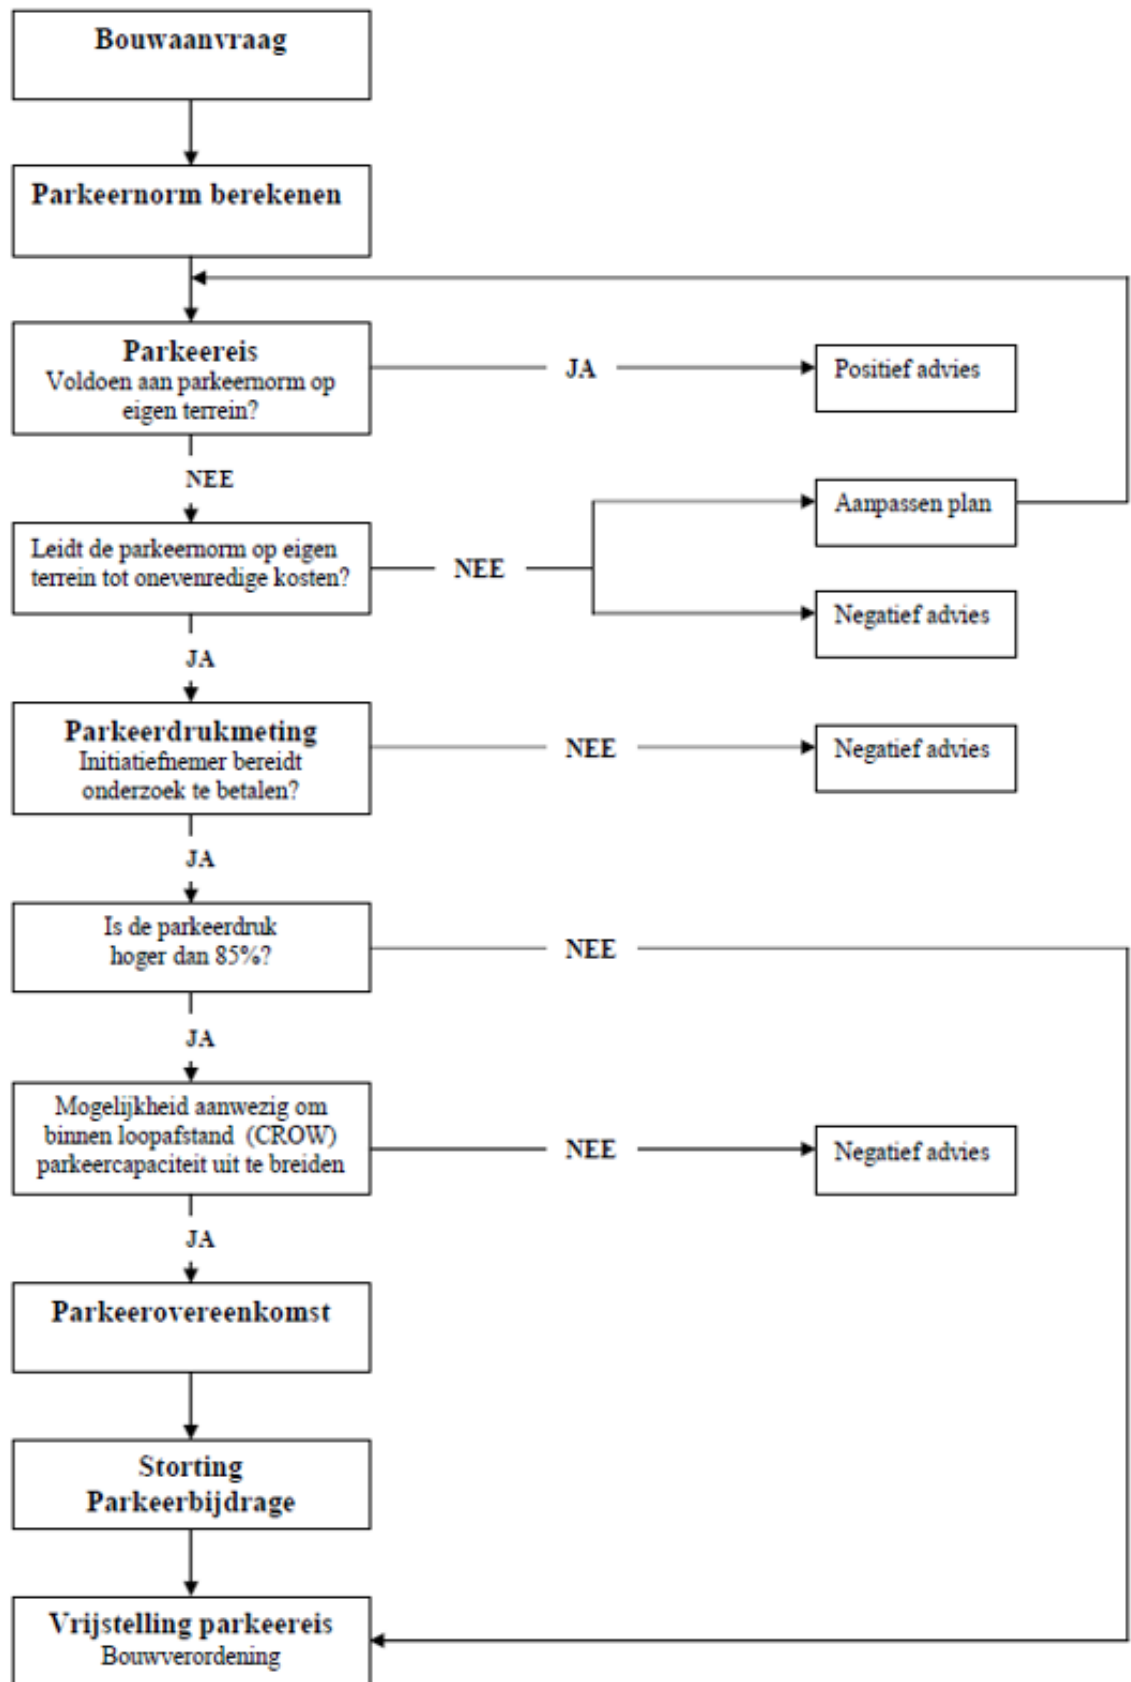 Bouwaanvraag
Parkeernorm berekenen
Parkeereis
Voldoen aan parkeernorm op
eigen terrein?
JA
Positief advies
NEE
Leidt de parkeernorm op eigen
terrein tot onevenredige kosten?
NEE
Aanpassen plan
Negatief advies
JA
Parkeerdrukmeting
Initiatiefnemer bereidt
onderzoek te betalen?
NEE
Negatief advies
JA
Is de parkeerdruk
hoger dan 85%?
NEE
JA
Mogelijkheid aanwezig om
binnen loopafstand (CROW)
parkeercapaciteit uit te breiden
NEE
Negatief advies
JA
Parkeerovereenkomst
Storting
Parkeerbijdrage
Vrijstelling parkeereis
Bouwverordening